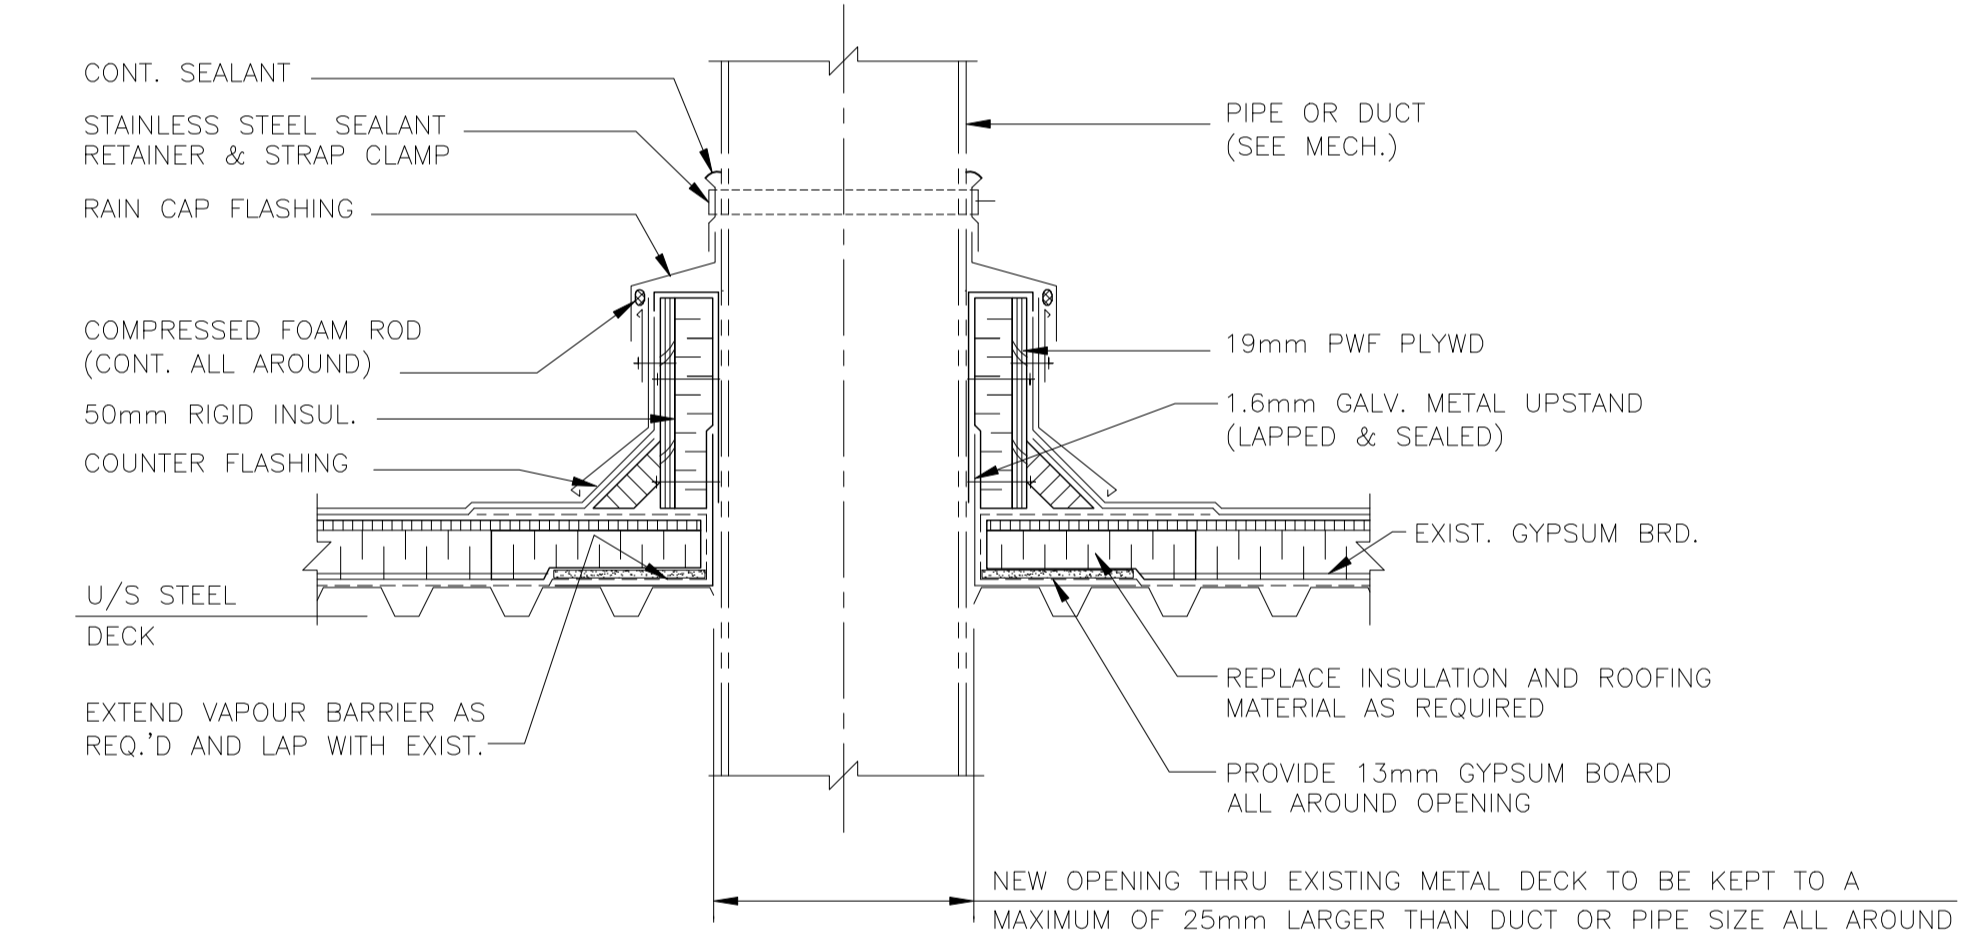 CONT. SEALANT
STAINLESS STEEL SEALANT
RETAINER & STRAP CLAMP
RAIN CAP FLASHING
COMPRESSED FOAM ROD
(CONT. ALL AROUND)
50mm RIGID INSUL.
COUNTER FLASHING
U/S STEEL
DECK
EXTEND VAPOUR BARRIER AS
REQ.'D AND LAP WITH EXIST.
PIPE OR DUCT
(SEE MECH.)
19mm PWF PLYWD
1.6mm GALV. METAL UPSTAND
(LAPPED & SEALED)
EXIST. GYPSUM BRD.
REPLACE INSULATION AND ROOFING
MATERIAL AS REQUIRED
PROVIDE 13mm GYPSUM BOARD
ALL AROUND OPENING
NEW OPENING THRU EXISTING METAL DECK TO BE KEPT TO A
MAXIMUM OF 25mm LARGER THAN DUCT OR PIPE SIZE ALL AROUND